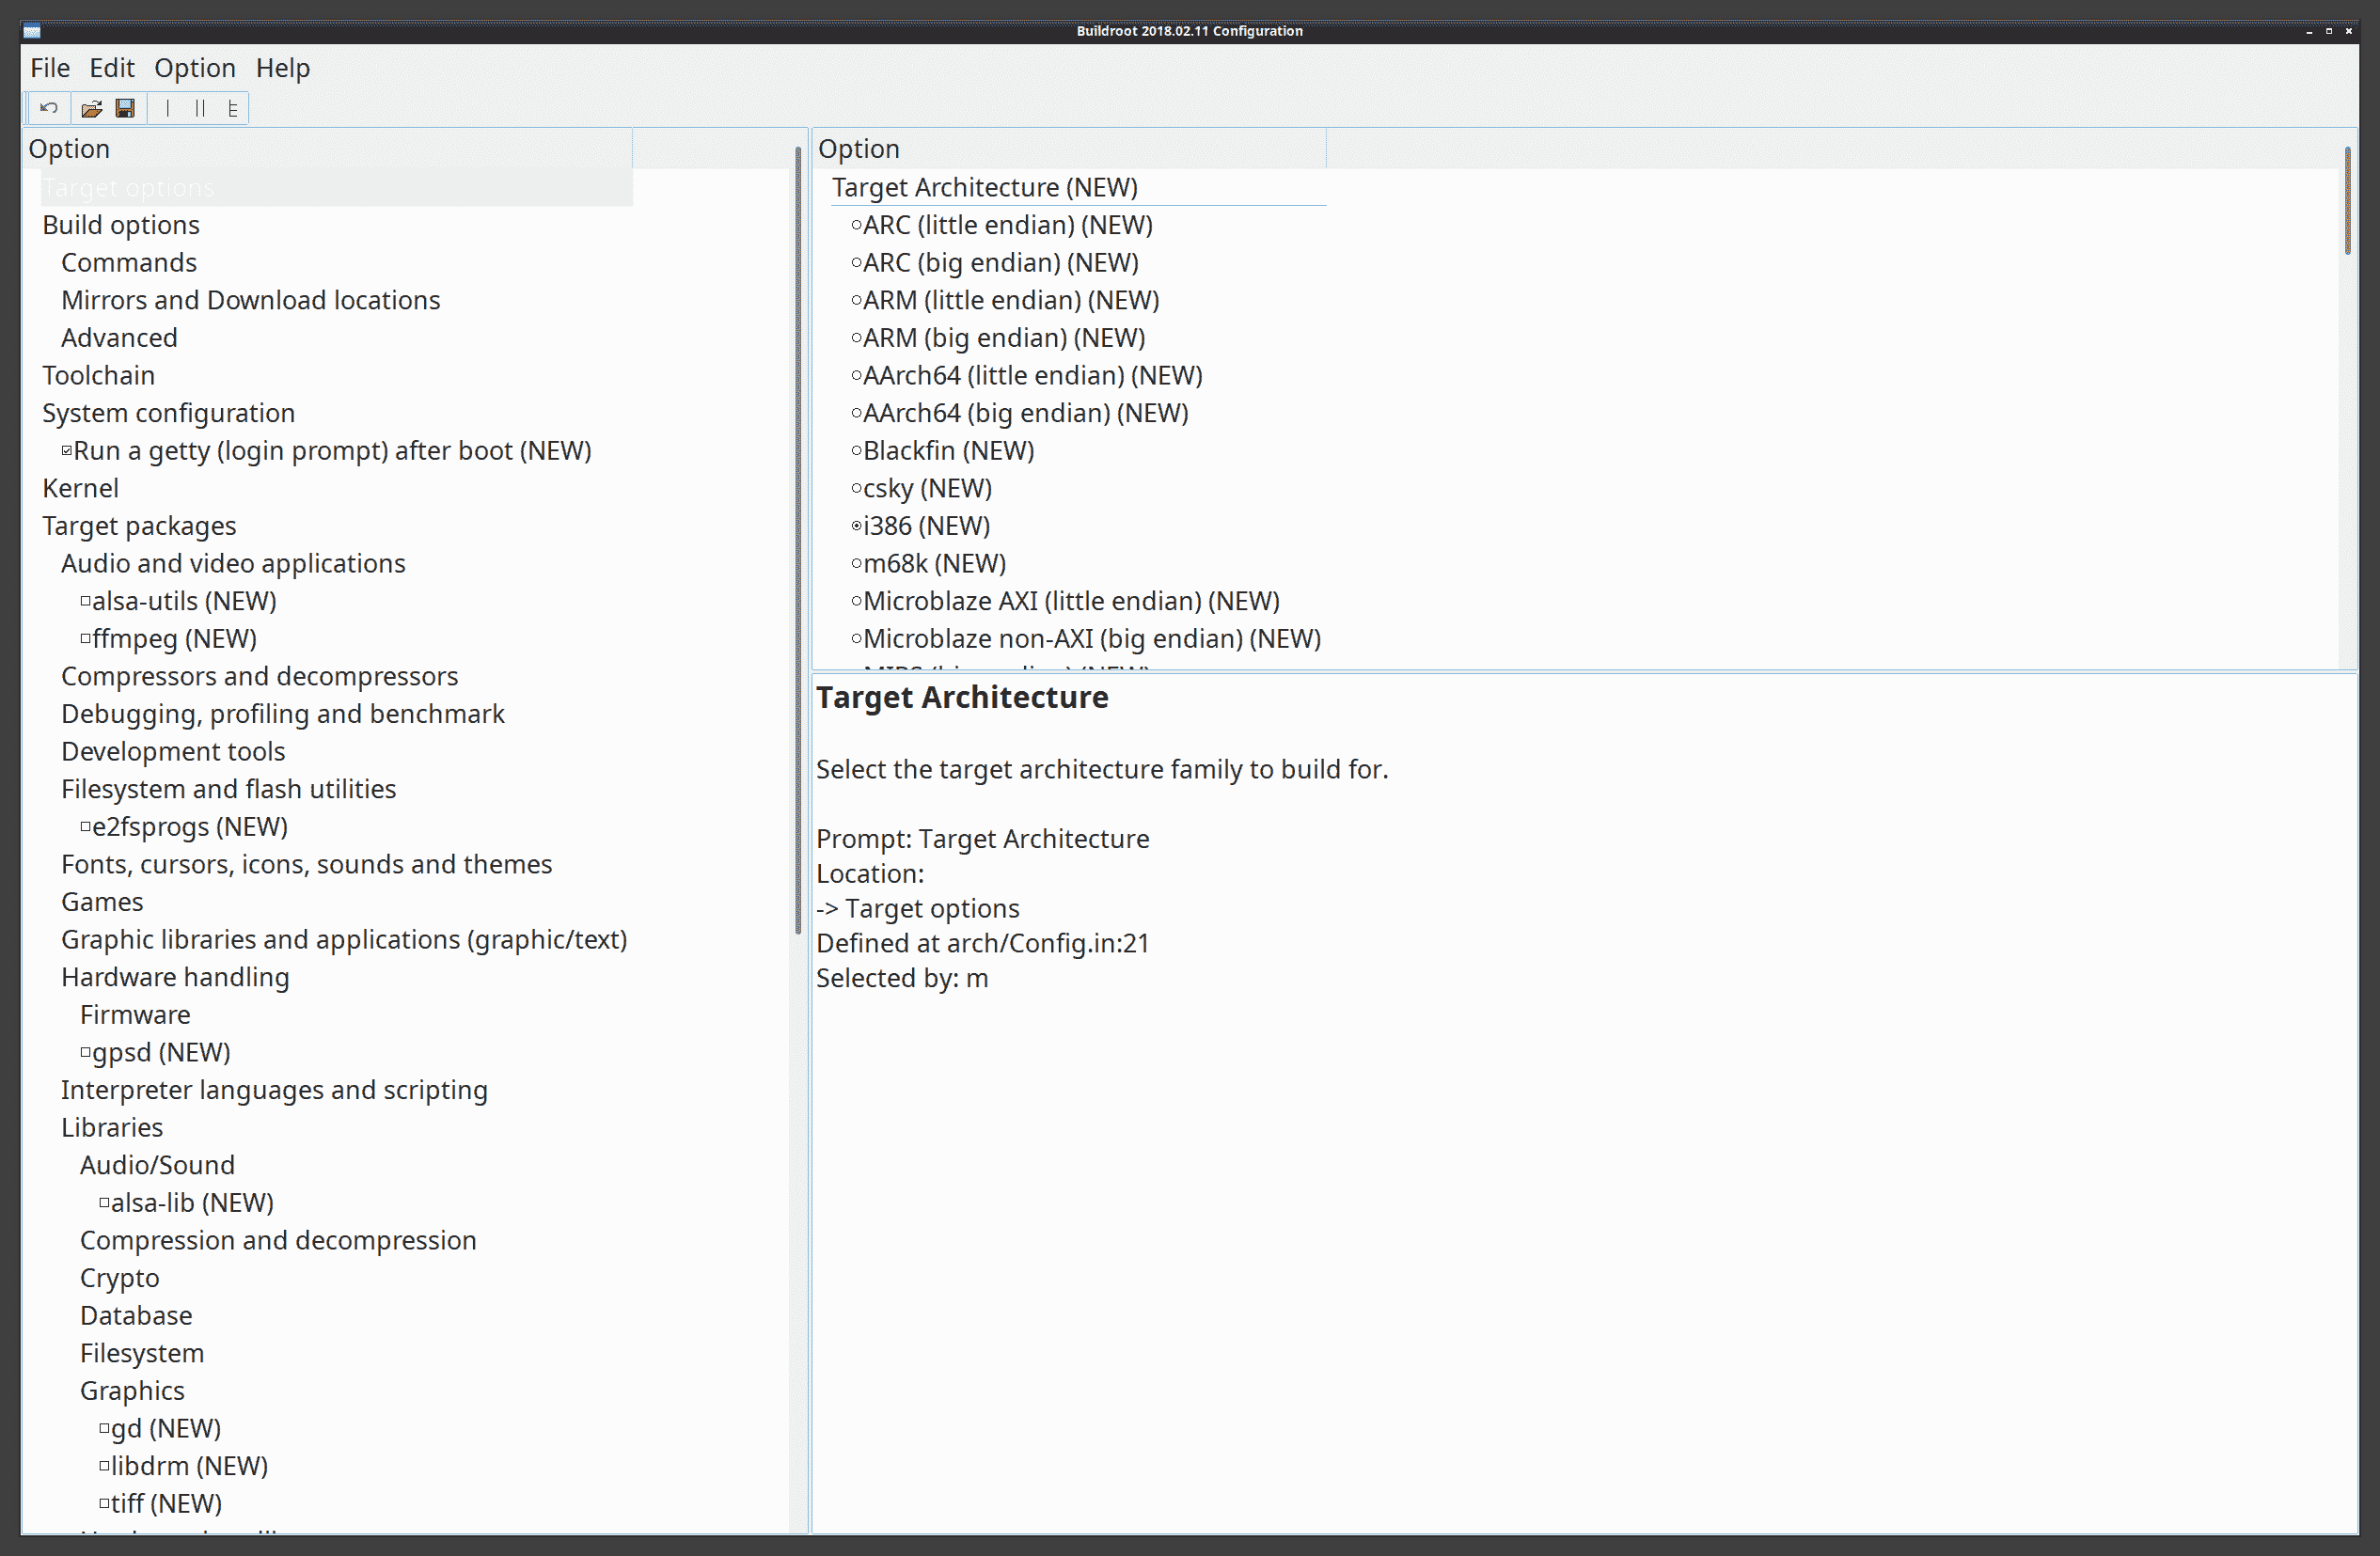 Buildroot 2018.02.11 Configuration
File Edit Option Help
Option
Target options
Build options
Commands
Mirrors and Download locations
Advanced
Toolchain
System configuration
Run a getty (login prompt) after boot (NEW)
Kernel
Target packages
Audio and video applications
alsa-utils (NEW)
ffmpeg (NEW)
Compressors and decompressors
Debugging, profiling and benchmark
Development tools
Filesystem and flash utilities
e2fsprogs (NEW)
Fonts, cursors, icons, sounds and themes
Games
Graphic libraries and applications (graphic/text)
Hardware handling
Firmware
gpsd (NEW)
Interpreter languages and scripting
Libraries
Audio/Sound
alsa-lib (NEW)
Compression and decompression
Crypto
Database
Filesystem
Graphics
gd (NEW)
libdrm (NEW)
tiff (NEW)
Option
Target Architecture (NEW)
ARC (little endian) (NEW)
ARC (big endian) (NEW)
ARM (little endian) (NEW)
ARM (big endian) (NEW)
AArch64 (little endian) (NEW)
AArch64 (big endian) (NEW)
Blackfin (NEW)
csky (NEW)
i386 (NEW)
m68k (NEW)
Microblaze AXI (little endian) (NEW)
Microblaze non-AXI (big endian) (NEW)
Target Architecture
Select the target architecture family to build for.
Prompt: Target Architecture
Location:
-> Target options
Defined at arch/Config.in:21
Selected by: m